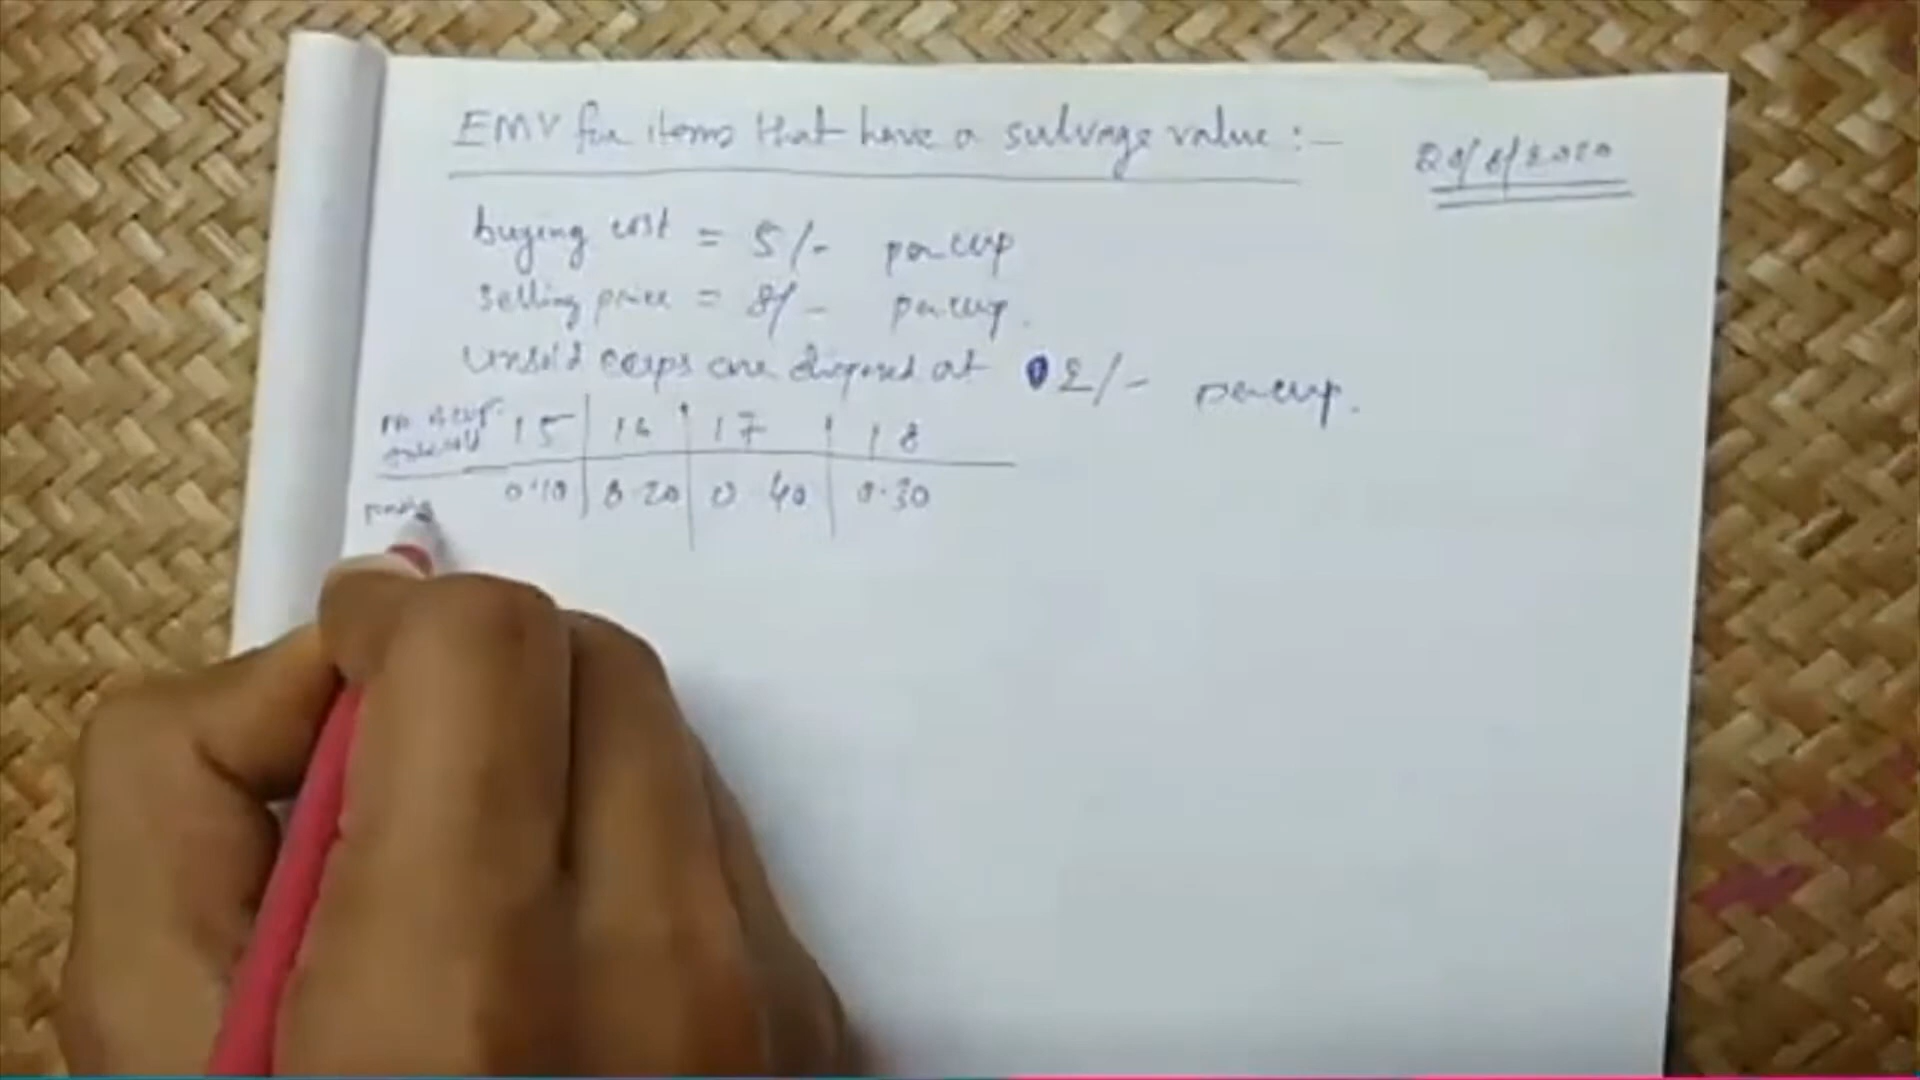 EMV for items that have a sulvage value :-
20/8/2020
buying cost = 5/- per cup
Selling price = 8/- per cup.
Unsold cups are disposed at 2/- per cup.
15 16 17 18
0.10 0.20 0.40 0.30